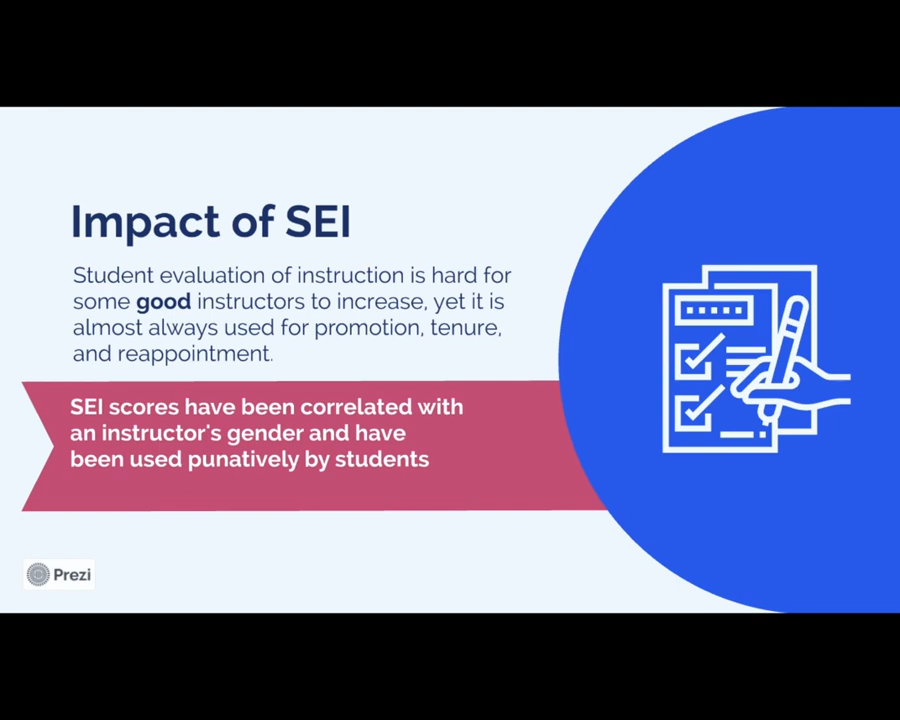 Impact of SEI
Student evaluation of instruction is hard for
some good instructors to increase, yet it is
almost always used for promotion, tenure,
and reappointment.
SEI scores have been correlated with
an instructor's gender and have
been used punatively by students
Prezi